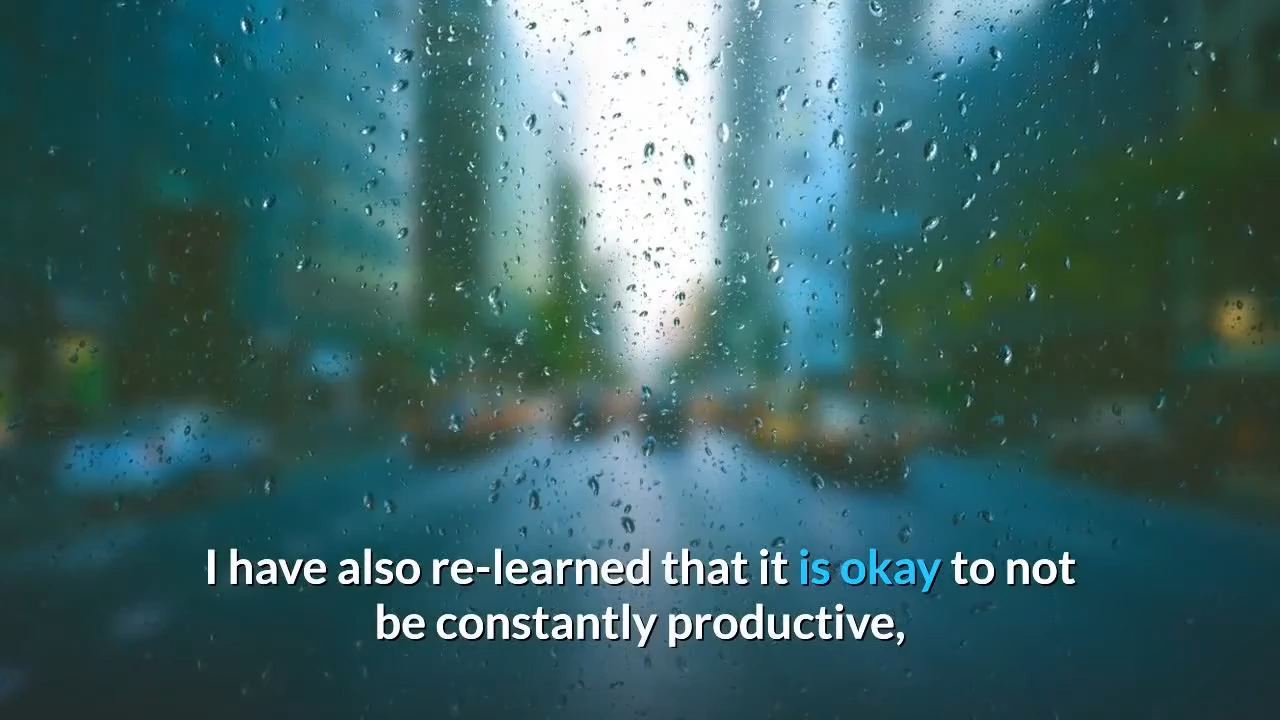 I have also re-learned that it is okay to not
be constantly productive,